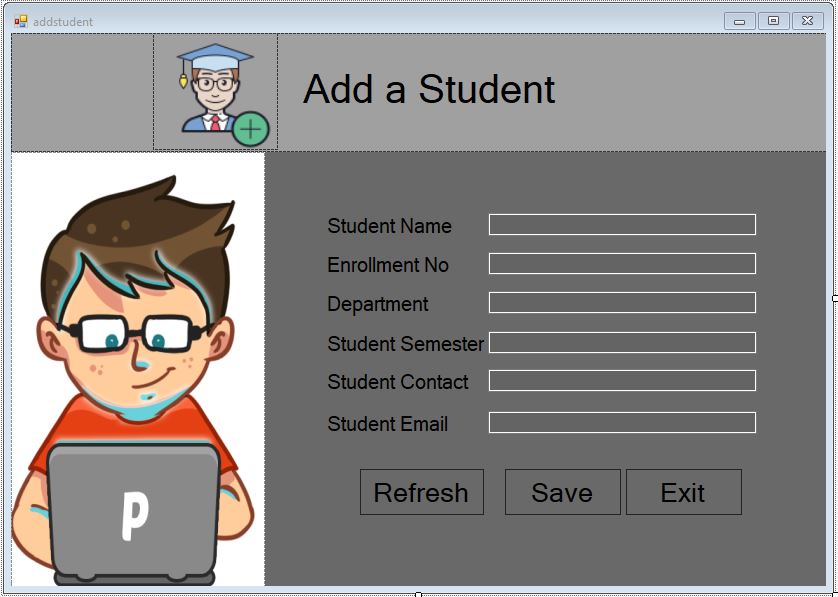 addstudent
Add a Student
Student Name
Enrollment No
Department
Student Semester
Student Contact
Student Email
Refresh Save Exit
p